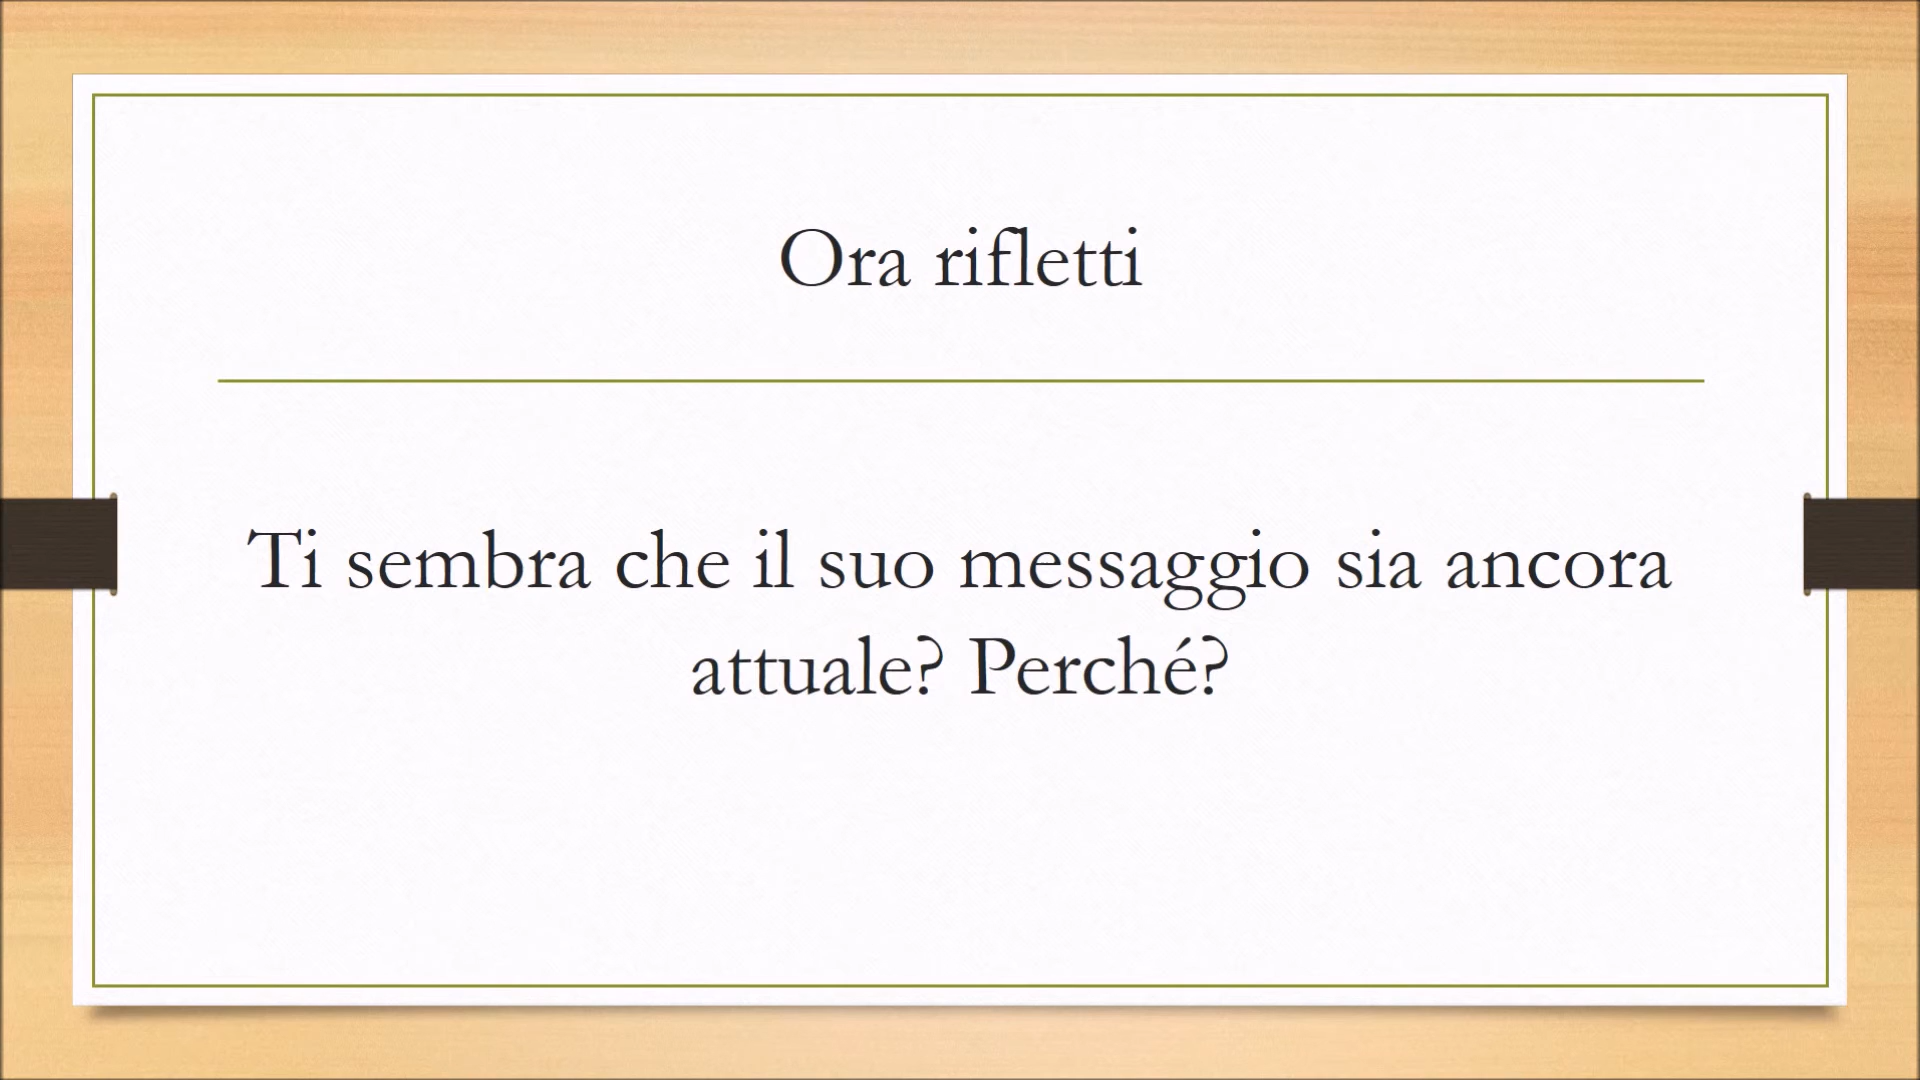 Ora rifletti
Ti sembra che il suo messaggio sia ancora
attuale? Perché?